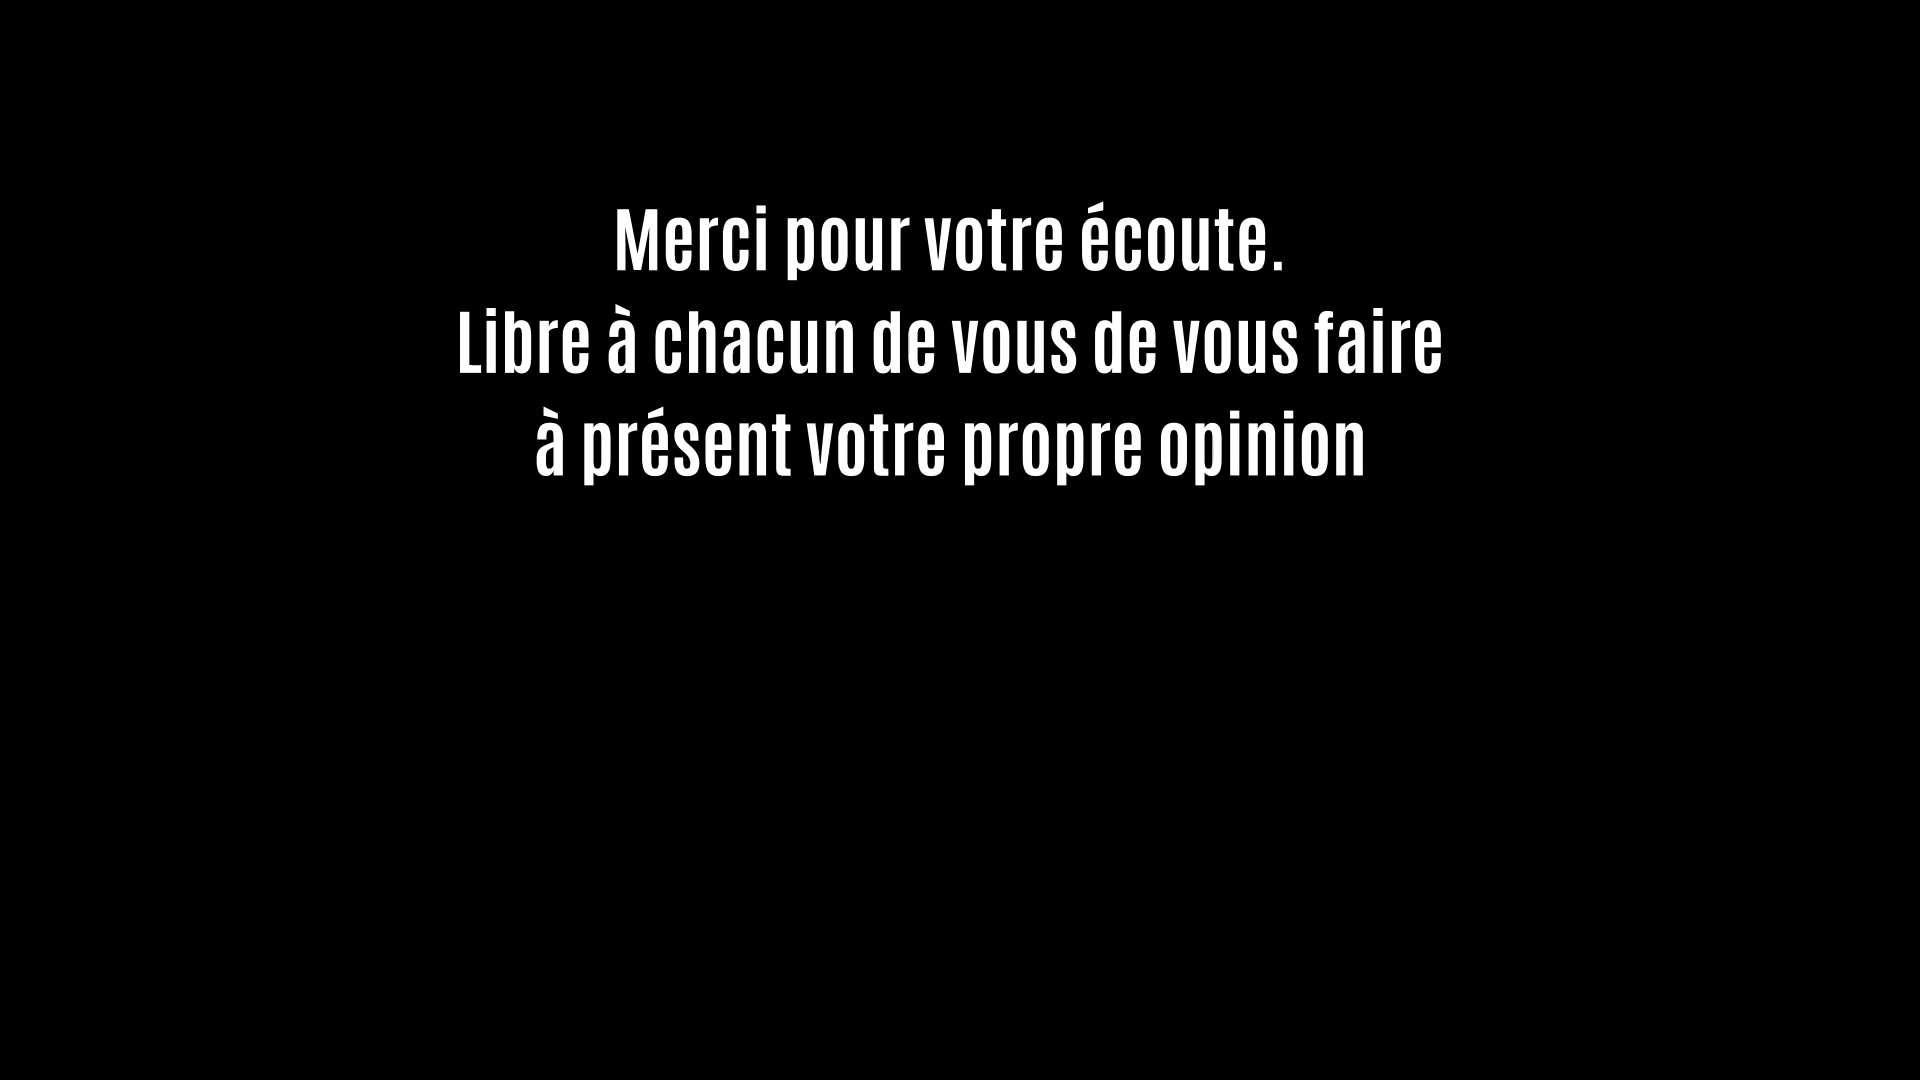 Merci pour votre écoute.
Libre à chacun de vous de vous faire
à présent votre propre opinion